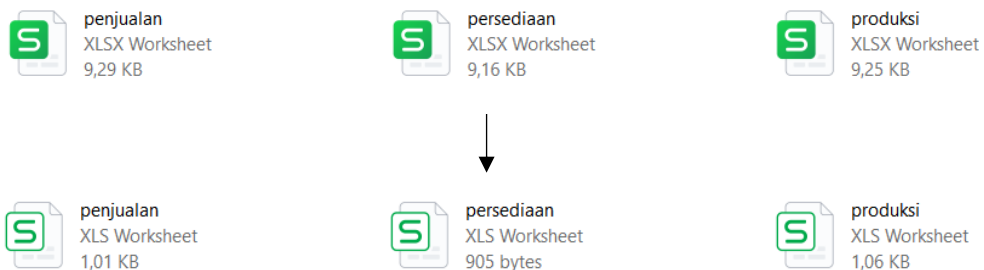 penjualan
XLSX Worksheet
9,29 KB
persediaan
XLSX Worksheet
9,16 KB
produksi
XLSX Worksheet
9,25 KB
penjualan
XLS Worksheet
1,01 KB
persediaan
XLS Worksheet
905 bytes
produksi
XLS Worksheet
1,06 KB